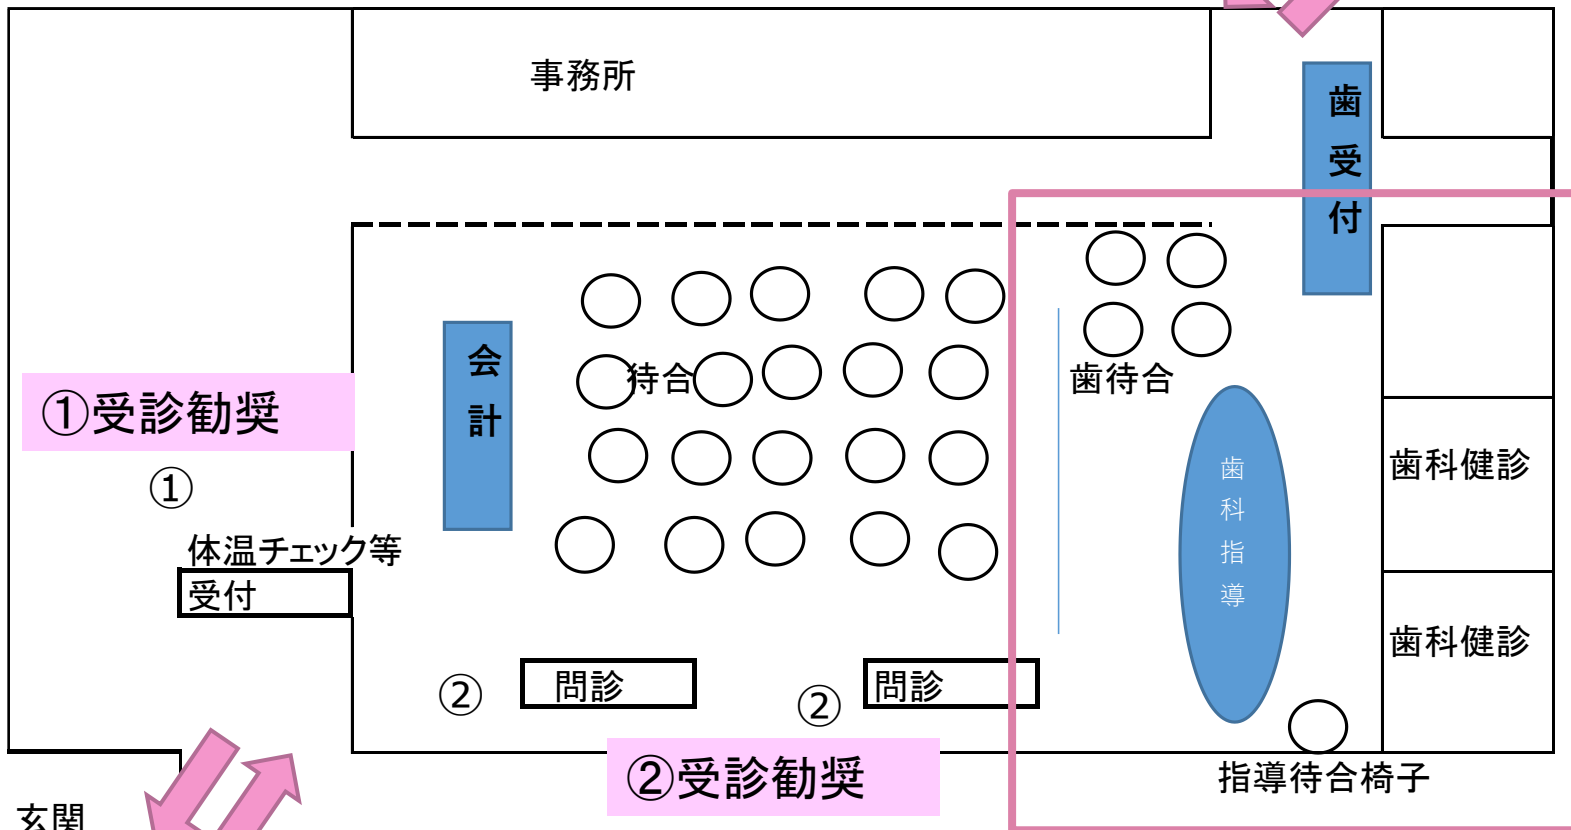 事務所
歯受付
会計
待合
歯待合
①受診勧奨
①
歯科指導
歯科健診
体温チェック等
受付
歯科健診
②
問診
②
問診
②受診勧奨
指導待合椅子
玄関